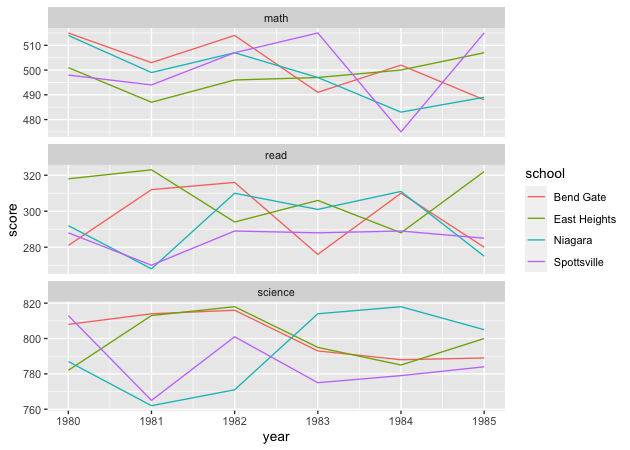 math
510
500
490
480
read
320
300
280
science
820
800
780
760
1980 1981 1982 1983 1984 1985
year
score
school
Bend Gate
East Heights
Niagara
Spottsville